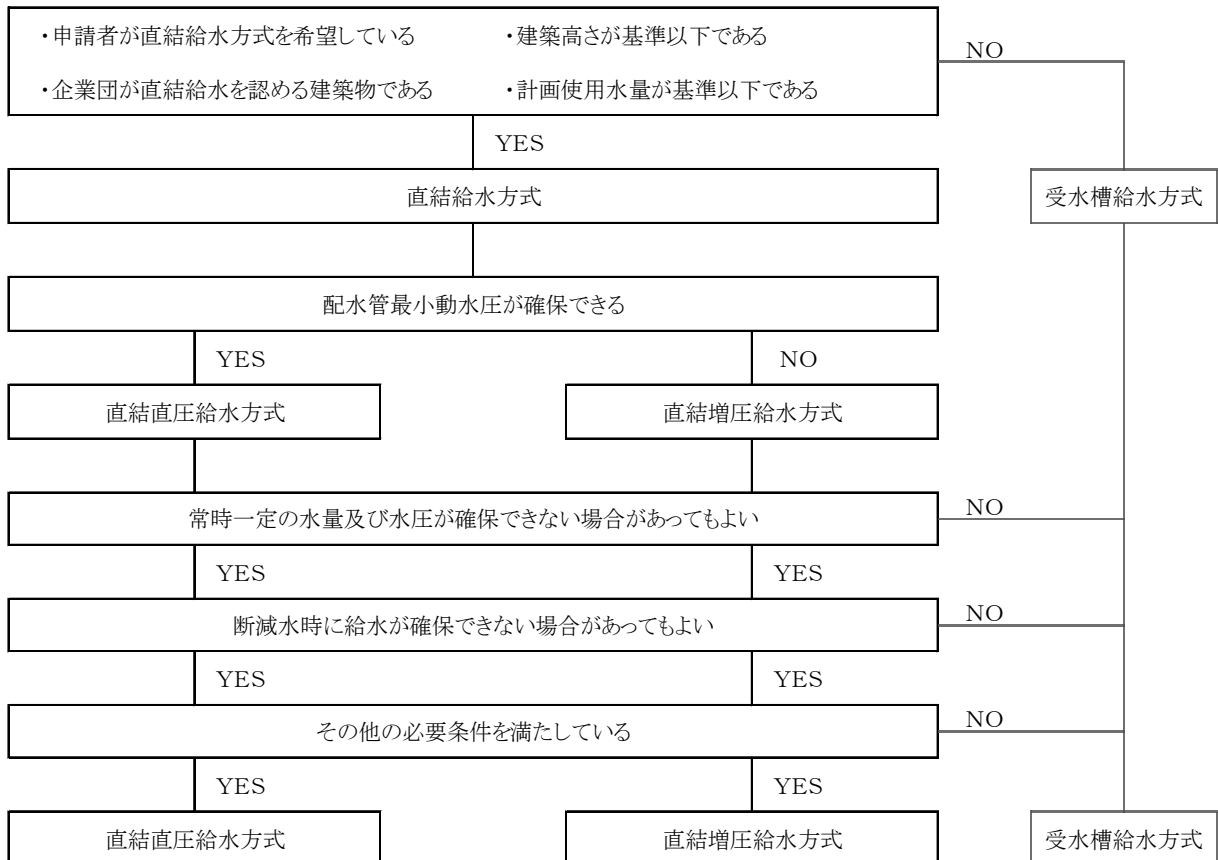 ・申請者が直結給水方式を希望している ・建築高さが基準以下である
NO
・企業団が直結給水を認める建築物である ・計画使用水量が基準以下である
YES
直結給水方式 受水槽給水方式
配水管最小動水圧が確保できる
YES NO
直結直圧給水方式 直結増圧給水方式
常時一定の水量及び水圧が確保できない場合があってもよい NO
YES YES
断減水時に給水が確保できない場合があってもよい NO
YES YES
その他の必要条件を満たしている NO
YES YES
直結直圧給水方式 直結増圧給水方式 受水槽給水方式